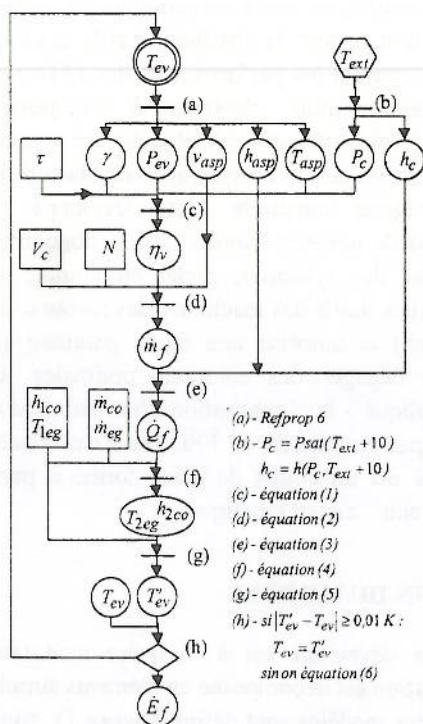 T_ev T_ext
(a) (b)
τ γ P_ev v_asp h_asp T_asp P_c h_c
(c)
V_c N η_v
(d)
ṁ_f
(e)
h_1co ṁ_co
T_1eg ṁ_eg
Q̇_f
(f)
T_2eg h_2co
(g)
T_ev T'_ev
(h)
E_f
(a) - Refprop 6
(b) - P_c = Psat(T_ext + 10)
h_c = h(P_c, T_ext + 10)
(c) - équation (1)
(d) - équation (2)
(e) - équation (3)
(f) - équation (4)
(g) - équation (5)
(h) - si |T'_ev − T_ev| ≥ 0,01 K :
T_ev = T'_ev
sinon équation (6)